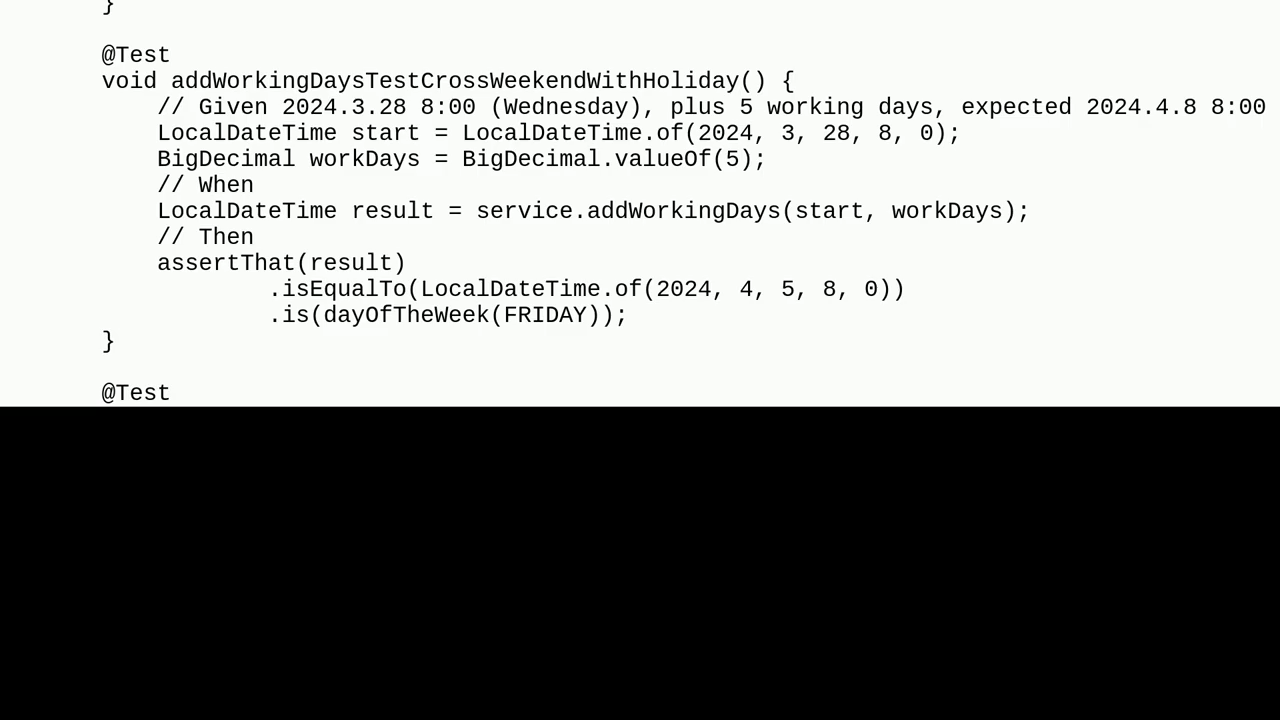 }
@Test
void addWorkingDaysTestCrossWeekendWithHoliday() {
// Given 2024.3.28 8:00 (Wednesday), plus 5 working days, expected 2024.4.8 8:00
LocalDateTime start = LocalDateTime.of(2024, 3, 28, 8, 0);
BigDecimal workDays = BigDecimal.valueOf(5);
// When
LocalDateTime result = service.addWorkingDays(start, workDays);
// Then
assertThat(result)
.isEqualTo(LocalDateTime.of(2024, 4, 5, 8, 0))
.is(dayOfTheWeek(FRIDAY));
}
@Test